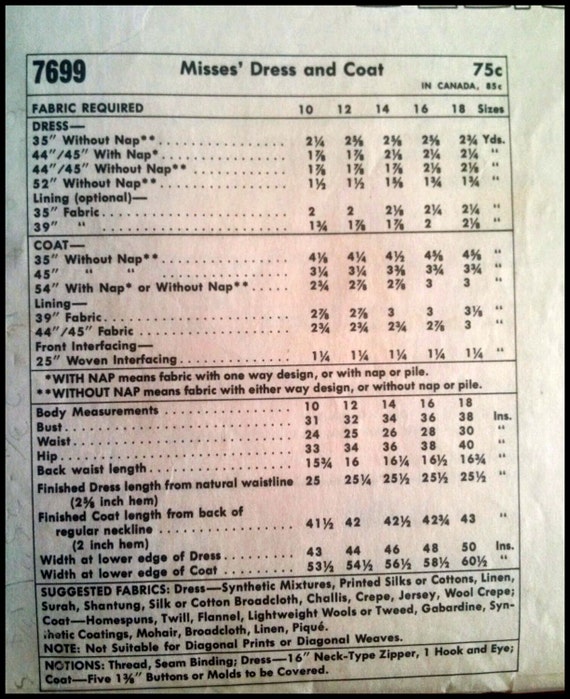 7699 Misses' Dress and Coat 75c
IN CANADA, 85c
FABRIC REQUIRED 10 12 14 16 18 Sizes
DRESS—
35" Without Nap**.................. 2¼ 2⅜ 2⅝ 2⅝ 2¾ Yds.
44"/45" With Nap*.................. 1⅞ 1⅞ 2⅛ 2¼ 2¼ "
44"/45" Without Nap** .............. 1⅞ 1⅞ 1⅞ 2⅛ 2⅛ "
52" Without Nap**.................. 1½ 1½ 1⅝ 1¾ 1¾ "
Lining (optional)—
35" Fabric........................ 2 2 2⅛ 2¼ 2¼ "
39" " ........................ 1¾ 1⅞ 1⅞ 2 2⅛ "
COAT—
35" Without Nap**.................. 4⅛ 4¼ 4½ 4⅝ 4⅝ "
45" " " .................. 3¼ 3¼ 3⅜ 3¾ 3¾ "
54" With Nap* or Without Nap**..... 2¾ 2⅞ 2⅞ 3 3 "
Lining—
39" Fabric ...................... 2⅞ 2⅞ 3 3 3⅛ "
44"/45" Fabric .................. 2¾ 2¾ 2¾ 2⅞ 3 "
Front Interfacing—
25" Woven Interfacing.............. 1¼ 1¼ 1¼ 1¼ 1¼ "
*WITH NAP means fabric with one way design, or with nap or pile.
**WITHOUT NAP means fabric with either way design, or without nap or pile.
Body Measurements ................ 10 12 14 16 18
Bust............................ 31 32 34 36 38 Ins.
Waist........................... 24 25 26 28 30 "
Hip............................. 33 34 36 38 40 "
Back waist length................ 15¾ 16 16¼ 16½ 16¾ "
Finished Dress length from natural waistline 25 25¼ 25½ 25½ 25½ "
(2⅜ inch hem)
Finished Coat length from back of
regular neckline ................ 41½ 42 42½ 42¾ 43 "
(2 inch hem)
Width at lower edge of Dress........ 43 44 46 48 50 Ins.
Width at lower edge of Coat ........ 53½ 54½ 56½ 58½ 60½ "
SUGGESTED FABRICS: Dress—Synthetic Mixtures, Printed Silks or Cottons, Linen,
Surah, Shantung, Silk or Cotton Broadcloth, Challis, Crepe, Jersey, Wool Crepe;
Coat—Homespuns, Twill, Flannel, Lightweight Wools or Tweed, Gabardine, Syn-
thetic Coatings, Mohair, Broadcloth, Linen, Piqué.
NOTE: Not Suitable for Diagonal Prints or Diagonal Weaves.
NOTIONS: Thread, Seam Binding; Dress—16" Neck-Type Zipper, 1 Hook and Eye;
Coat—Five 1⅜" Buttons or Molds to be Covered.